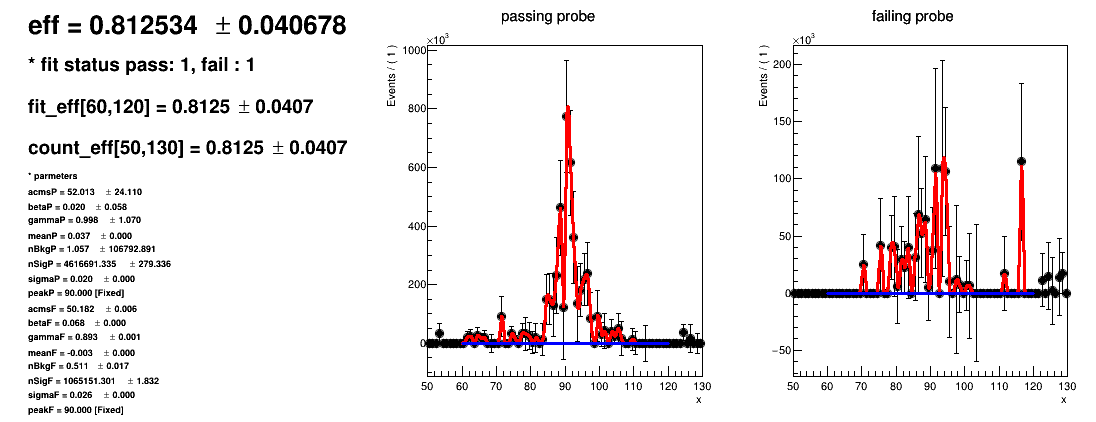 eff = 0.812534 ± 0.040678
* fit status pass: 1, fail : 1
fit_eff[60,120] = 0.8125 ± 0.0407
count_eff[50,130] = 0.8125 ± 0.0407
* parmeters
acmsP = 52.013 ± 24.110
betaP = 0.020 ± 0.058
gammaP = 0.998 ± 1.070
meanP = 0.037 ± 0.000
nBkgP = 1.057 ± 106792.891
nSigP = 4616691.335 ± 279.336
sigmaP = 0.020 ± 0.000
peakP = 90.000 [Fixed]
acmsF = 50.182 ± 0.006
betaF = 0.068 ± 0.000
gammaF = 0.893 ± 0.001
meanF = -0.003 ± 0.000
nBkgF = 0.511 ± 0.017
nSigF = 1065151.301 ± 1.832
sigmaF = 0.026 ± 0.000
peakF = 90.000 [Fixed]
passing probe
×10³
Events / ( 1 )
1000
800
600
400
200
0
50 60 70 80 90 100 110 120 130
x
failing probe
×10³
Events / ( 1 )
200
150
100
50
0
−50
50 60 70 80 90 100 110 120 130
x